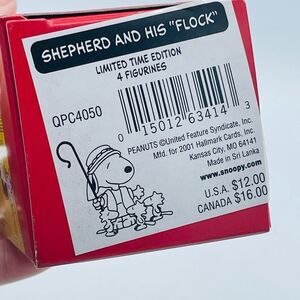 SHEPHERD AND HIS "FLOCK"
LIMITED TIME EDITION
4 FIGURINES
QPC4050
0 15012 63414 3
PEANUTS ©United Feature Syndicate, Inc.
Mfd. for 2001 Hallmark Cards, Inc.
Kansas City, MO 64141
Made in Sri Lanka
www.snoopy.com
U.S.A. $12.00
CANADA $16.00